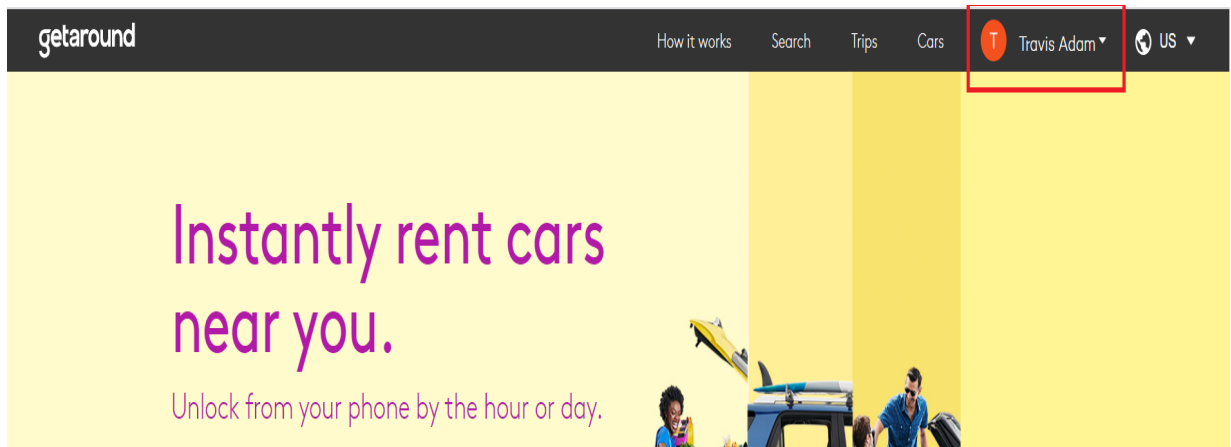 getaround
How it works Search Trips Cars T Travis Adam US
Instantly rent cars
near you.
Unlock from your phone by the hour or day.